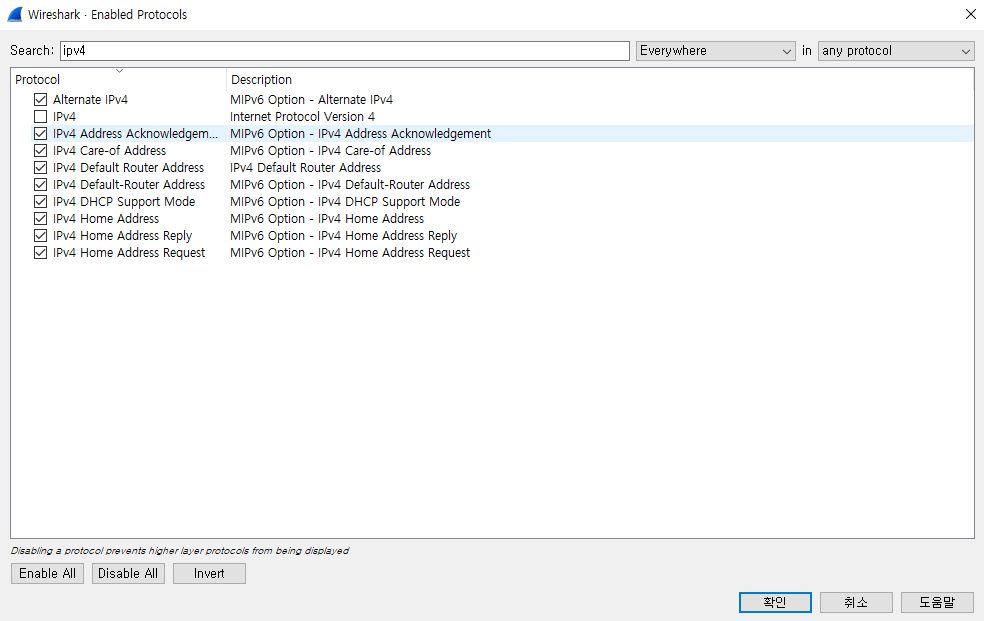 Wireshark · Enabled Protocols
Search: ipv4 Everywhere in any protocol
Protocol Description
Alternate IPv4 MIPv6 Option - Alternate IPv4
IPv4 Internet Protocol Version 4
IPv4 Address Acknowledgem... MIPv6 Option - IPv4 Address Acknowledgement
IPv4 Care-of Address MIPv6 Option - IPv4 Care-of Address
IPv4 Default Router Address IPv4 Default Router Address
IPv4 Default-Router Address MIPv6 Option - IPv4 Default-Router Address
IPv4 DHCP Support Mode MIPv6 Option - IPv4 DHCP Support Mode
IPv4 Home Address MIPv6 Option - IPv4 Home Address
IPv4 Home Address Reply MIPv6 Option - IPv4 Home Address Reply
IPv4 Home Address Request MIPv6 Option - IPv4 Home Address Request
Disabling a protocol prevents higher layer protocols from being displayed
Enable All Disable All Invert
확인 취소 도움말